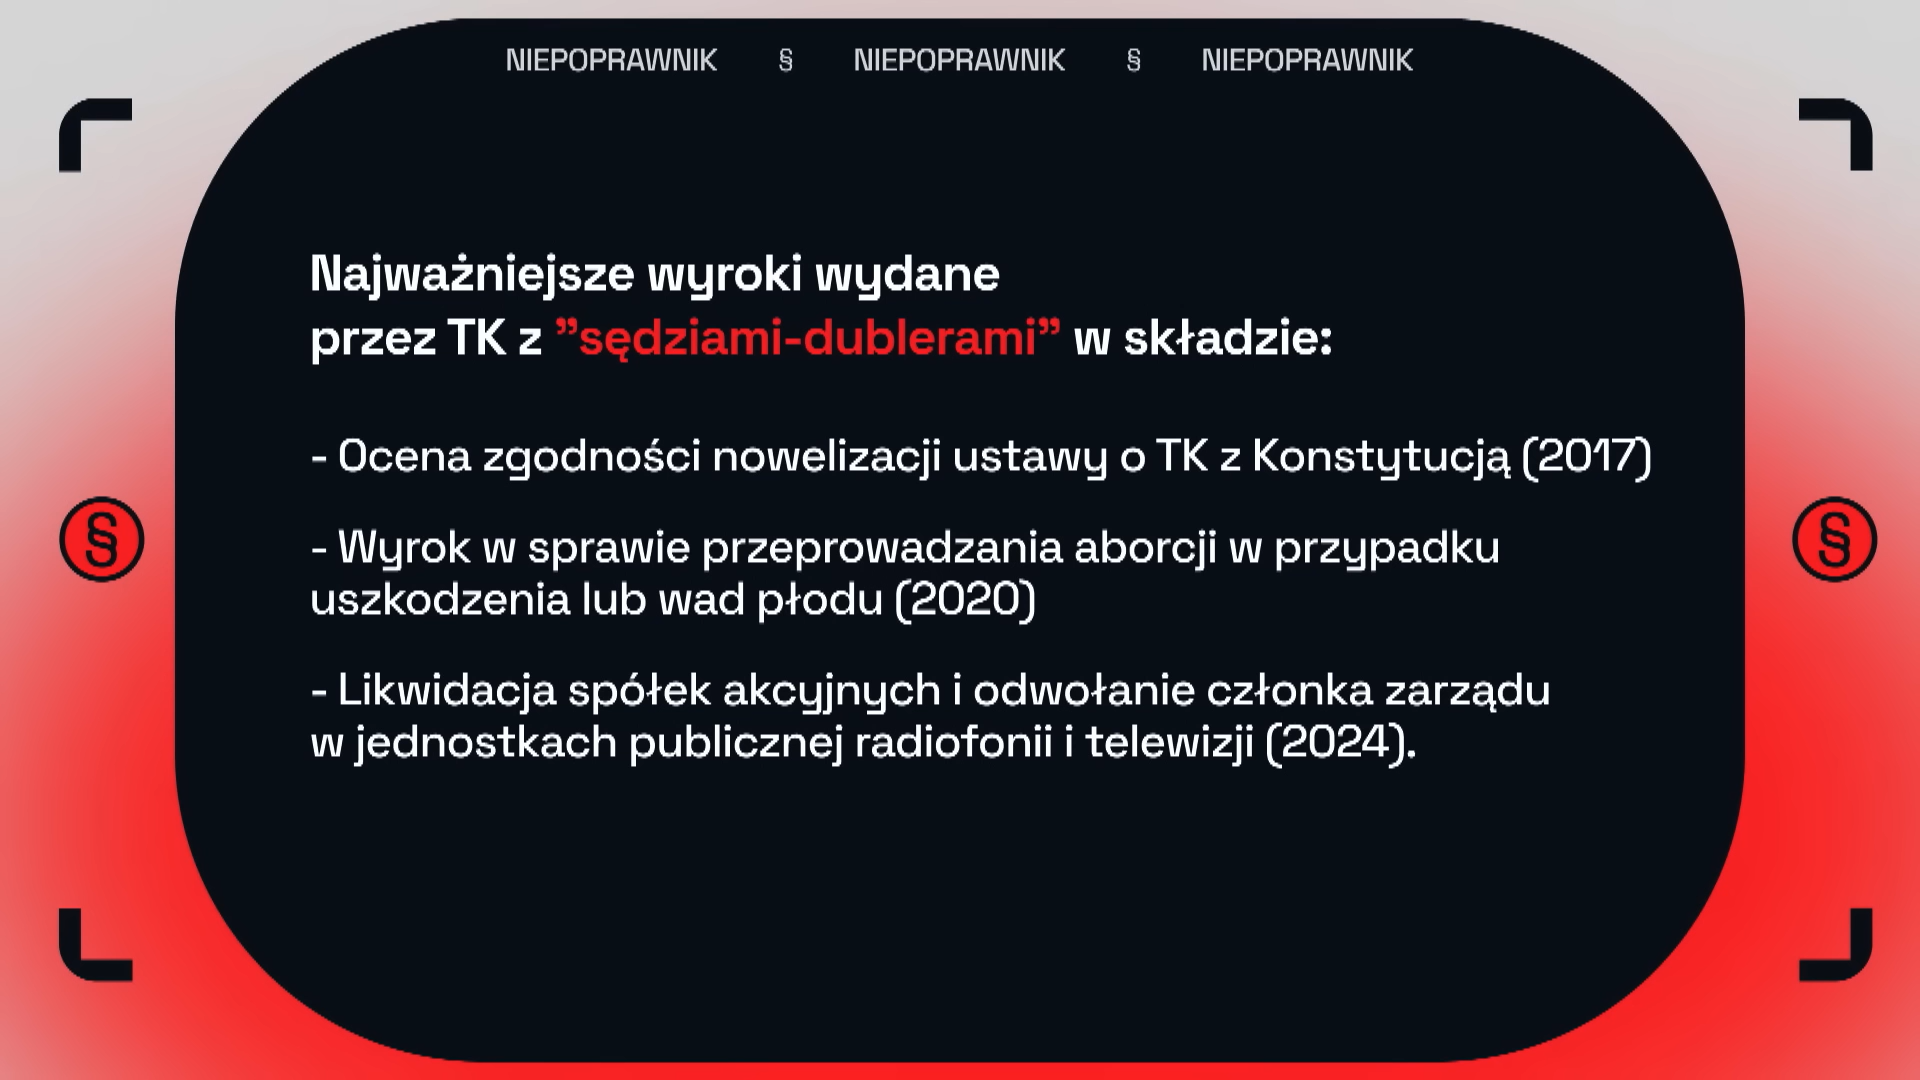 NIEPOPRAWNIK § NIEPOPRAWNIK § NIEPOPRAWNIK
Najważniejsze wyroki wydane
przez TK z ”sędziami-dublerami” w składzie:
- Ocena zgodności nowelizacji ustawy o TK z Konstytucją (2017)
- Wyrok w sprawie przeprowadzania aborcji w przypadku
uszkodzenia lub wad płodu (2020)
§ §
- Likwidacja spółek akcyjnych i odwołanie członka zarządu
w jednostkach publicznej radiofonii i telewizji (2024).